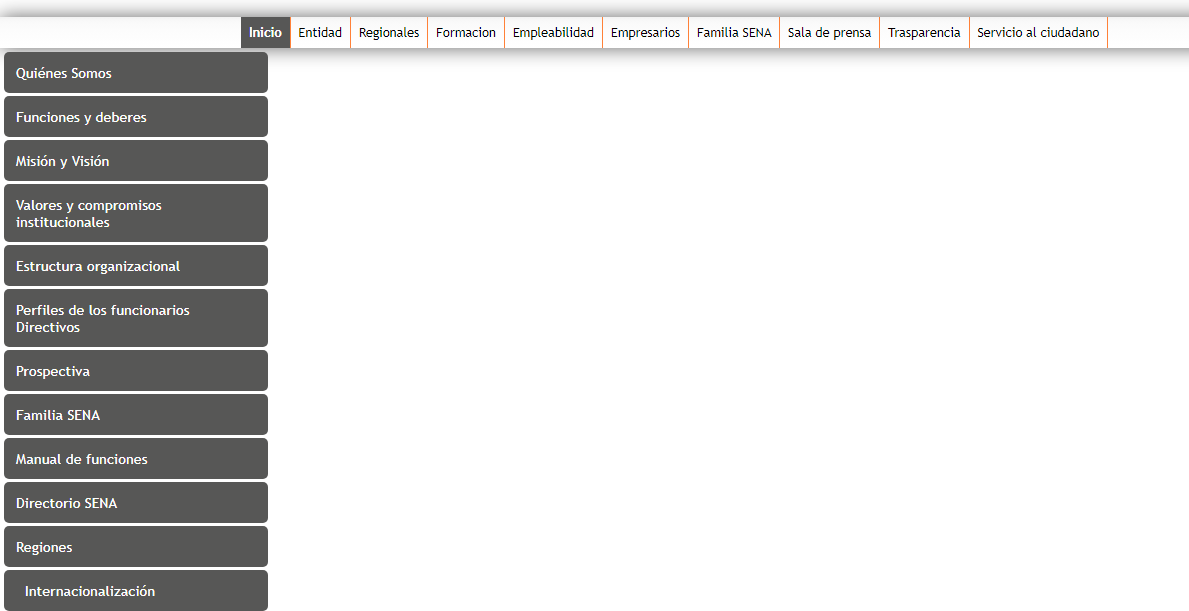 Inicio Entidad Regionales Formacion Empleabilidad Empresarios Familia SENA Sala de prensa Trasparencia Servicio al ciudadano
Quiénes Somos
Funciones y deberes
Misión y Visión
Valores y compromisos
institucionales
Estructura organizacional
Perfiles de los funcionarios
Directivos
Prospectiva
Familia SENA
Manual de funciones
Directorio SENA
Regiones
Internacionalización